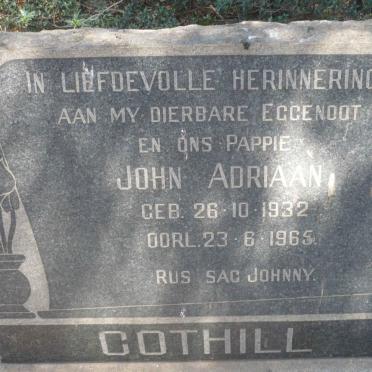 IN LIEFDEVOLLE HERINNERING
AAN MY DIERBARE EGGENOOT
EN ONS PAPPIE
JOHN ADRIAAN
GEB. 26·10·1932
OORL. 23·6·1965.
RUS SAG JOHNNY.
GOTHILL